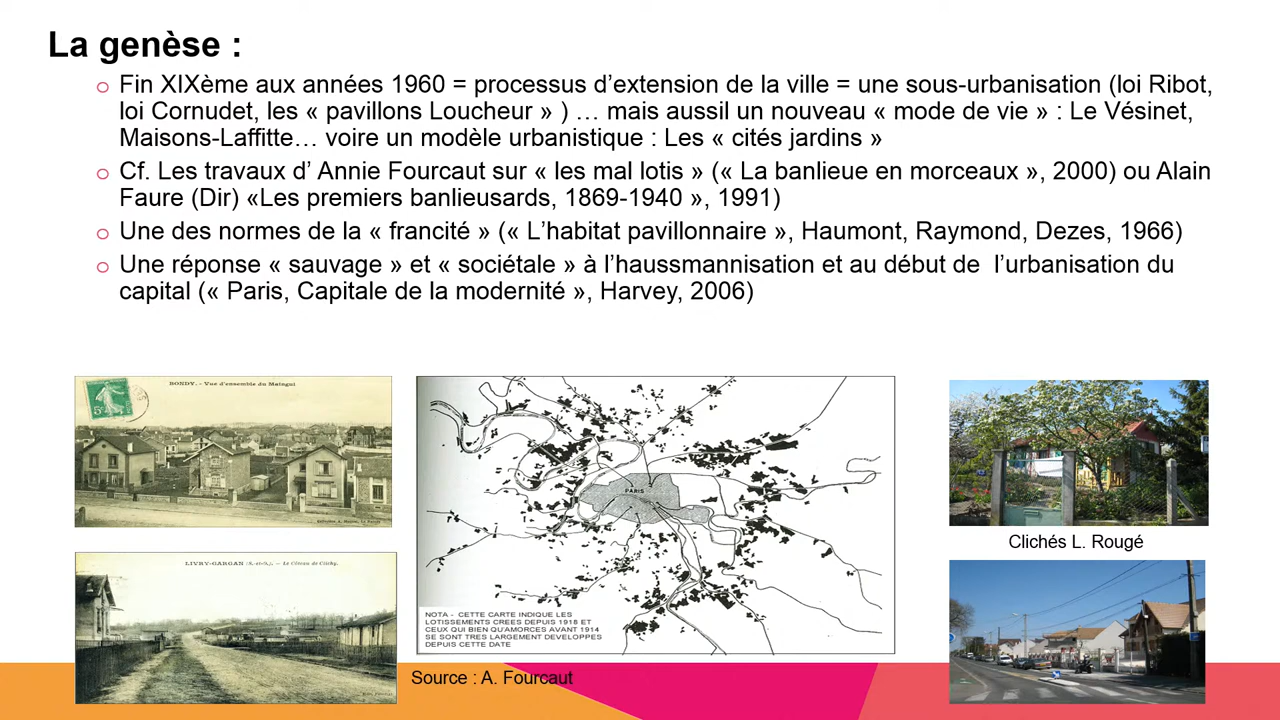 La genèse :
Fin XIXème aux années 1960 = processus d’extension de la ville = une sous-urbanisation (loi Ribot,
loi Cornudet, les « pavillons Loucheur » ) … mais aussil un nouveau « mode de vie » : Le Vésinet,
Maisons-Laffitte… voire un modèle urbanistique : Les « cités jardins »
Cf. Les travaux d’ Annie Fourcaut sur « les mal lotis » (« La banlieue en morceaux », 2000) ou Alain
Faure (Dir) «Les premiers banlieusards, 1869-1940 », 1991)
Une des normes de la « francité » (« L’habitat pavillonnaire », Haumont, Raymond, Dezes, 1966)
Une réponse « sauvage » et « sociétale » à l’haussmannisation et au début de l’urbanisation du
capital (« Paris, Capitale de la modernité », Harvey, 2006)
BONDY. - Vue d'ensemble du Mainguy
5c
LIVRY-GARGAN (S.-et-O.). - Le Côteau de Clichy.
PARIS
NOTA - CETTE CARTE INDIQUE LES
LOTISSEMENTS CREES DEPUIS 1918 ET
CEUX QUI BIEN QU'AMORCES AVANT 1914
SE SONT TRES LARGEMENT DEVELOPPES
DEPUIS CETTE DATE
Source : A. Fourcaut
Clichés L. Rougé